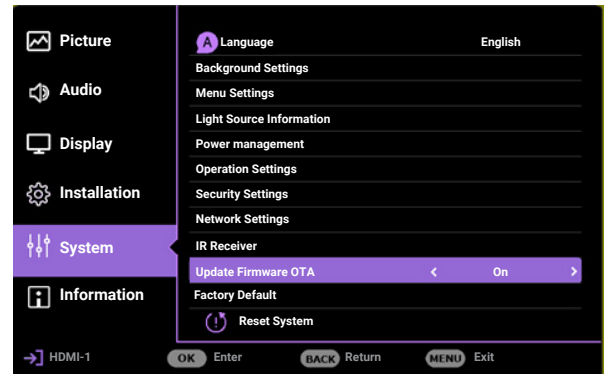 Picture
Audio
Display
Installation
System
Information
A Language English
Background Settings
Menu Settings
Light Source Information
Power management
Operation Settings
Security Settings
Network Settings
IR Receiver
Update Firmware OTA < On >
Factory Default
Reset System
HDMI-1 OK Enter BACK Return MENU Exit